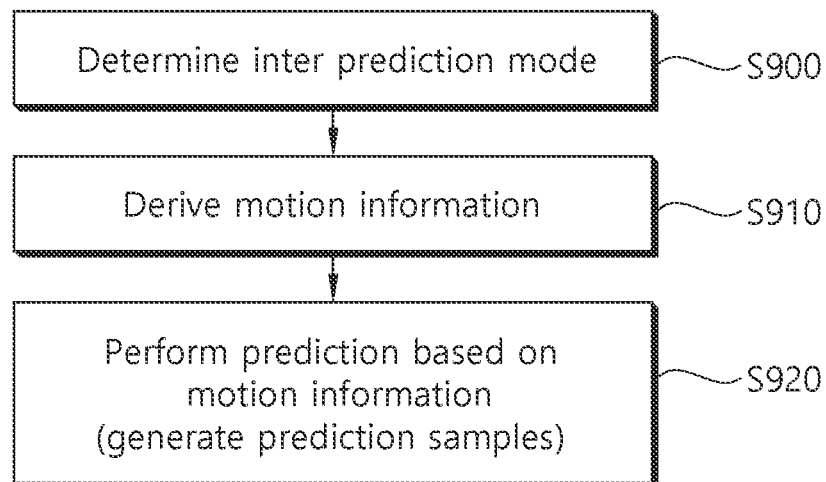 Determine inter prediction mode
S900
Derive motion information
S910
Perform prediction based on
motion information
(generate prediction samples)
S920